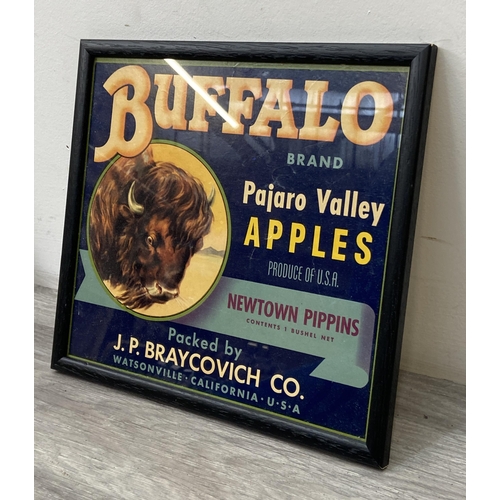 BUFFALO
BRAND
Pajaro Valley
APPLES
PRODUCE OF U.S.A.
NEWTOWN PIPPINS
CONTENTS 1 BUSHEL NET
Packed by
J. P. BRAYCOVICH CO.
WATSONVILLE · CALIFORNIA · U·S·A